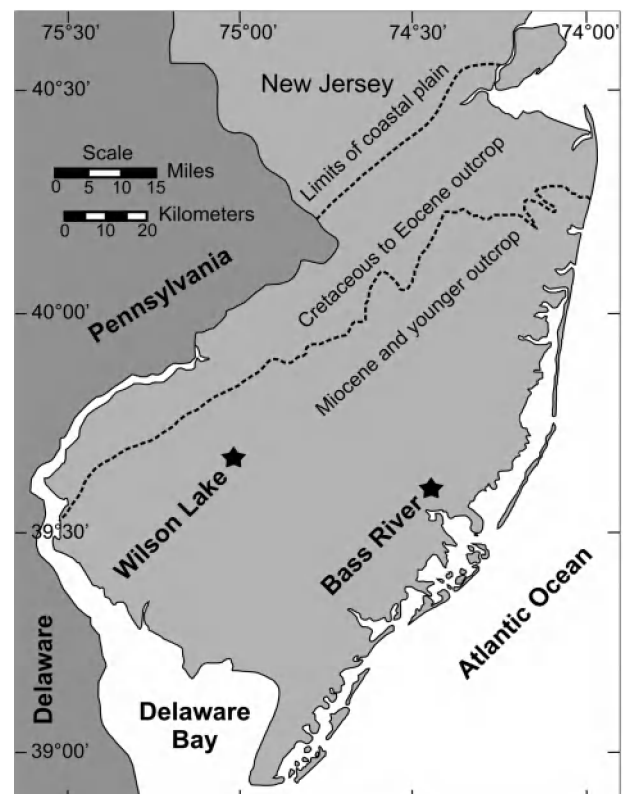 75°30’ 75°00’ 74°30’ 74°00’
40°30’
New Jersey
Limits of coastal plain
Scale
Miles
0 5 10 15
Kilometers
0 10 20
Cretaceous to Eocene outcrop
Pennsylvania
40°00’
Miocene and younger outcrop
Wilson Lake
Bass River
39°30’
Atlantic Ocean
Delaware
Delaware
Bay
39°00’